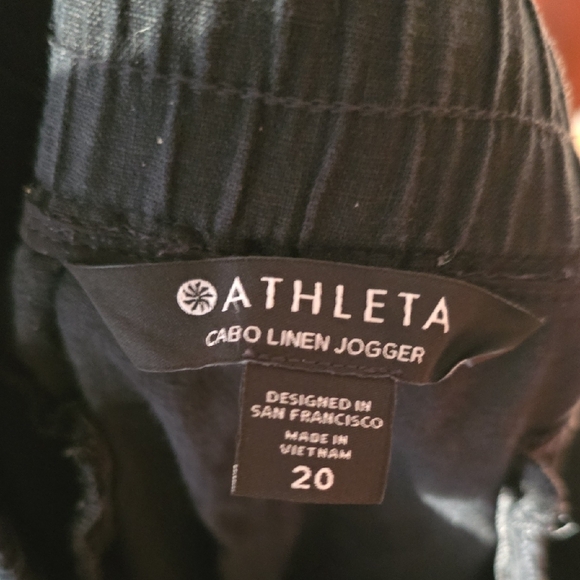 ATHLETA
CABO LINEN JOGGER
DESIGNED IN
SAN FRANCISCO
MADE IN
VIETNAM
20